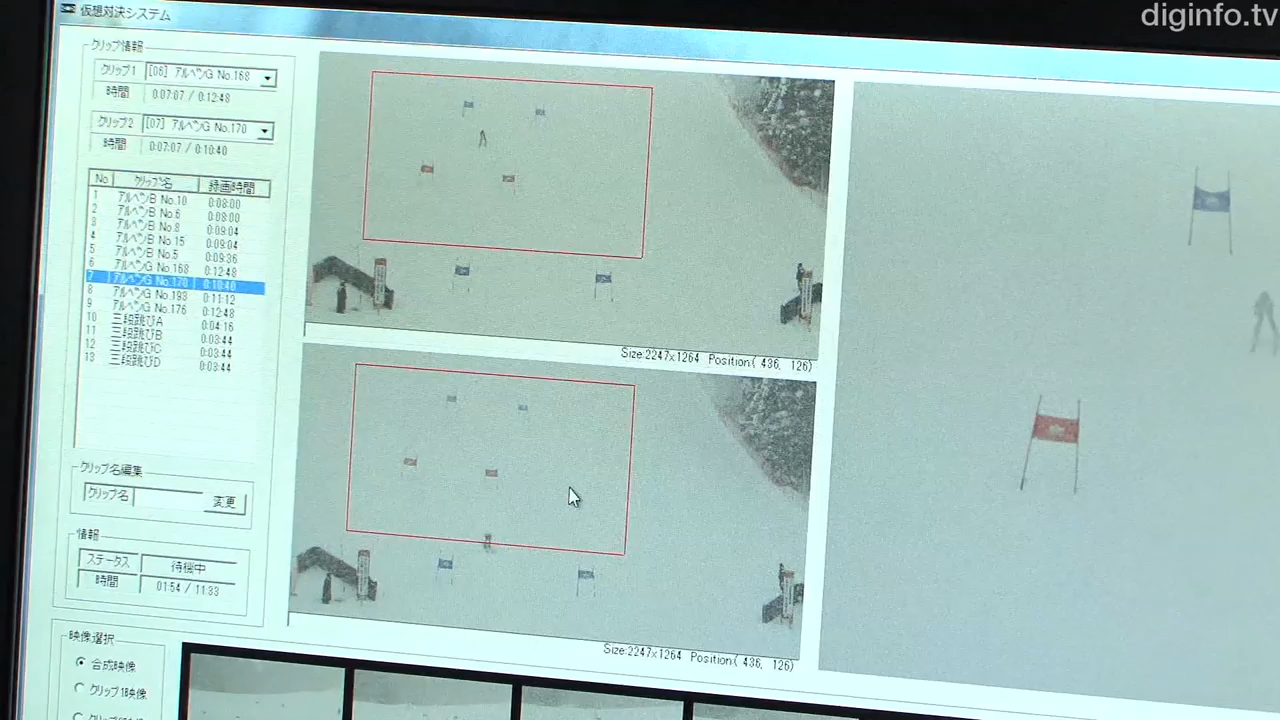 diginfo.tv
仮想対決システム
クリップ情報
クリップ1 [06] アルペンG No.168
時間 0:07:07 / 0:12:48
クリップ2 [07] アルペンG No.170
時間 0:07:07 / 0:10:40
No クリップ名 録画時間
1 アルペンB No.10 0:08:00
2 アルペンB No.6 0:08:00
3 アルペンB No.8 0:09:04
4 アルペンB No.15 0:09:04
5 アルペンB No.5 0:09:36
6 アルペンG No.168 0:12:48
7 アルペンG No.170 0:10:40
8 アルペンG No.193 0:11:12
9 アルペンG No.176 0:12:48
10 三段跳びA 0:04:16
11 三段跳びB 0:03:44
12 三段跳びC 0:03:44
13 三段跳びD 0:03:44
Size:2247x1264 Position:( 436, 126)
Size:2247x1264 Position:( 436, 126)
クリップ名編集
クリップ名 変更
情報
ステータス 待機中
時間 01:54 / 11:33
映像選択
合成映像
クリップ1映像